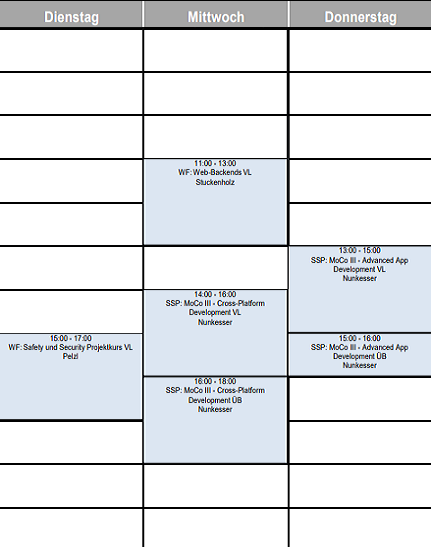 Dienstag
Mittwoch
Donnerstag
11:00 - 13:00
WF: Web-Backends VL
Stuckenholz
13:00 - 15:00
SSP: MoCo III - Advanced App
Development VL
Nunkesser
14:00 - 16:00
SSP: MoCo III - Cross-Platform
Development VL
Nunkesser
15:00 - 17:00
WF: Safety und Security Projektkurs VL
Pelzl
15:00 - 16:00
SSP: MoCo III - Advanced App
Development ÜB
Nunkesser
16:00 - 18:00
SSP: MoCo III - Cross-Platform
Development ÜB
Nunkesser